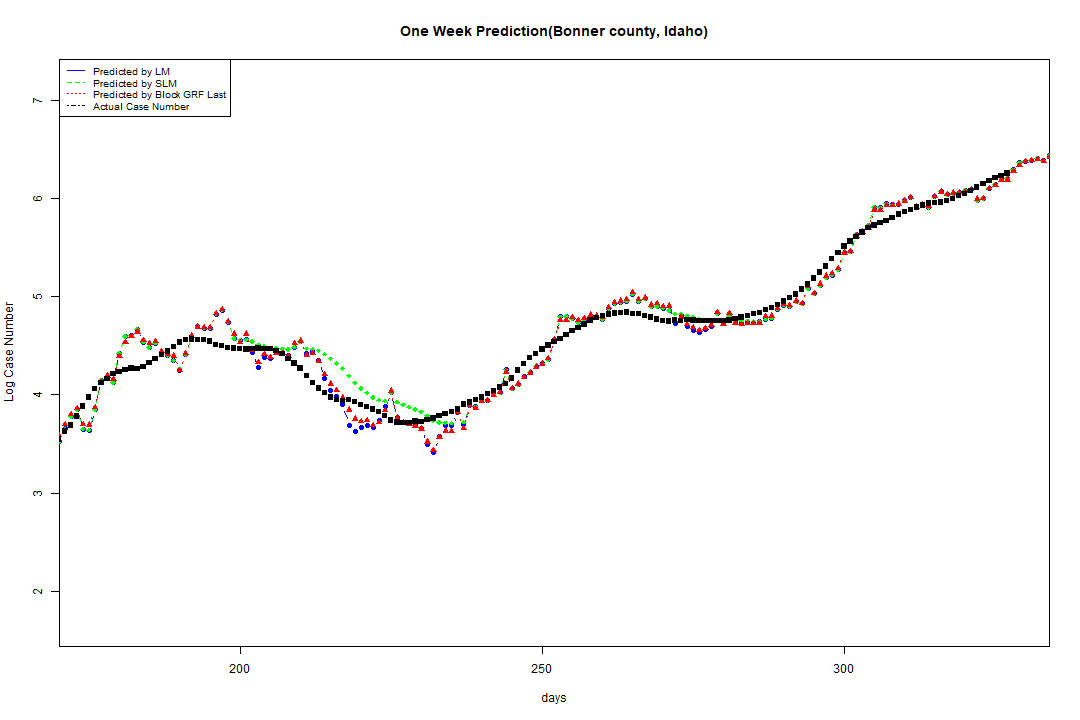 One Week Prediction(Bonner county, Idaho)
Predicted by LM
Predicted by SLM
Predicted by Block GRF Last
Actual Case Number
7
6
5
4
3
2
Log Case Number
200
250
300
days